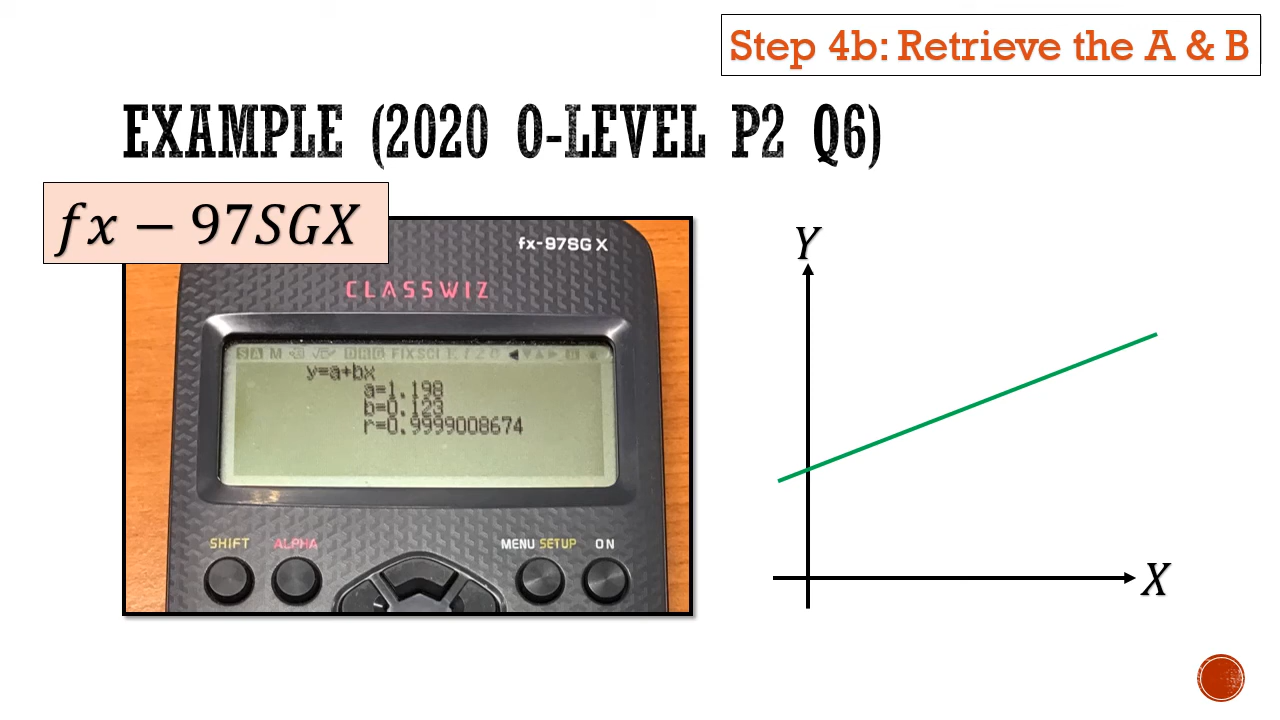 Step 4b: Retrieve the A & B
EXAMPLE (2020 O-LEVEL P2 Q6)
fx − 97SGX
fx-97SG X
CLASSWIZ
y=a+bx
a=1.198
b=0.123
r=0.9999008674
SHIFT ALPHA MENU SETUP ON
Y
X